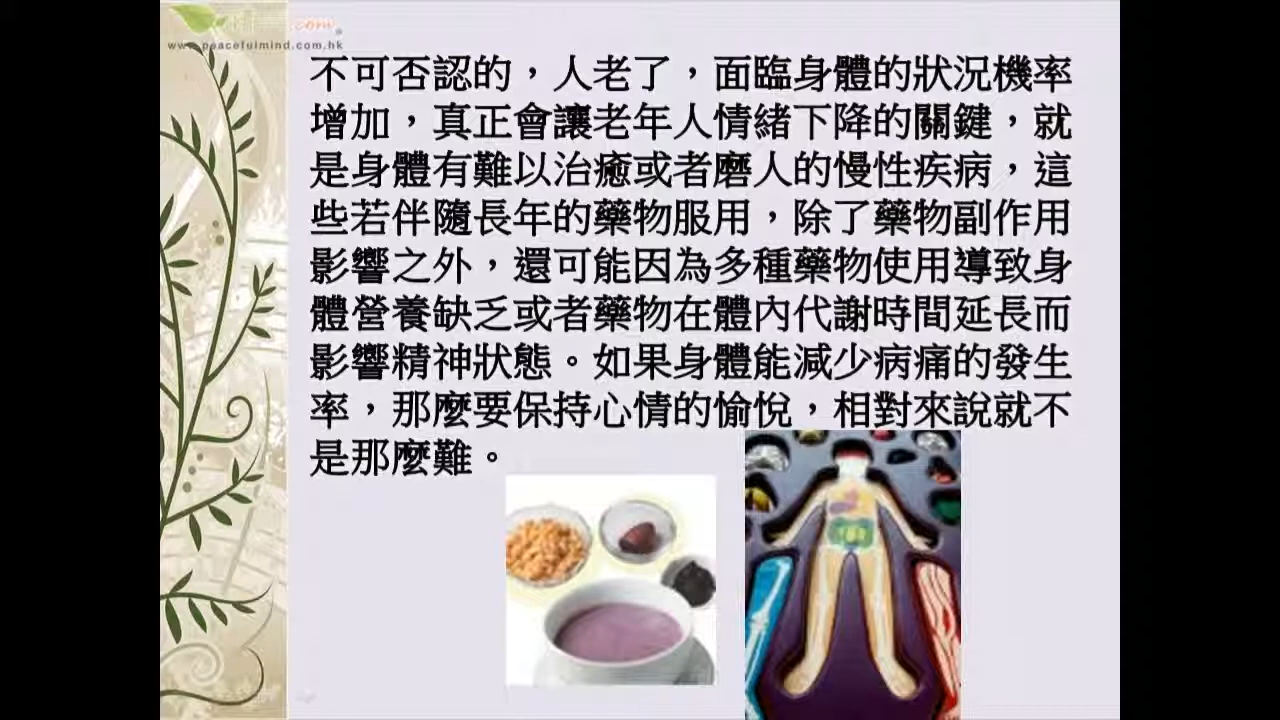 www.peacefulmind.com.hk
不可否認的，人老了，面臨身體的狀況機率
增加，真正會讓老年人情緒下降的關鍵，就
是身體有難以治癒或者磨人的慢性疾病，這
些若伴隨長年的藥物服用，除了藥物副作用
影響之外，還可能因為多種藥物使用導致身
體營養缺乏或者藥物在體內代謝時間延長而
影響精神狀態。如果身體能減少病痛的發生
率，那麼要保持心情的愉悅，相對來說就不
是那麼難。